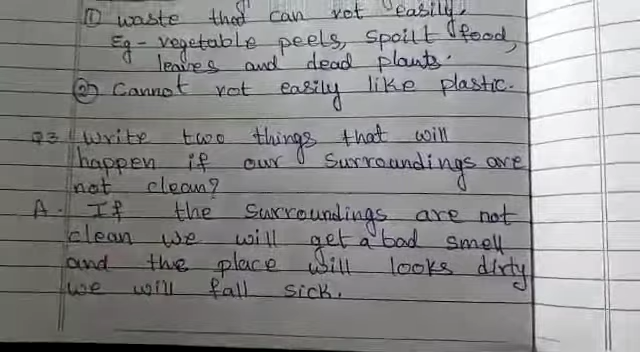 ① waste that can rot easily.
Eg - vegetable peels, spoilt food,
leaves and dead plants.
② Cannot rot easily like plastic.
Q3 Write two things that will
happen if our surroundings are
not clean?
A. If the surroundings are not
clean we will get a bad smell
and the place will looks dirty
we will fall sick.